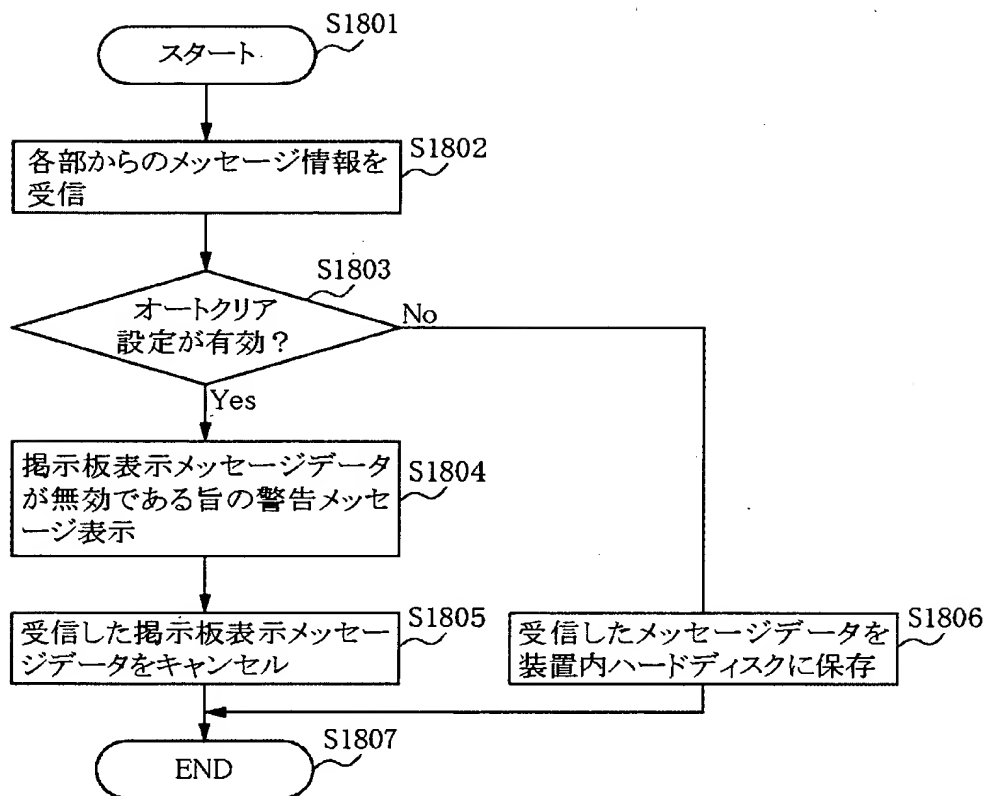 S1801
スタート
S1802
各部からのメッセージ情報を
受信
S1803
オートクリア
設定が有効?
No
Yes
掲示板表示メッセージデータ
が無効である旨の警告メッセ
ージ表示
S1804
受信した掲示板表示メッセー
ジデータをキャンセル
S1805
受信したメッセージデータを
装置内ハードディスクに保存
S1806
S1807
END